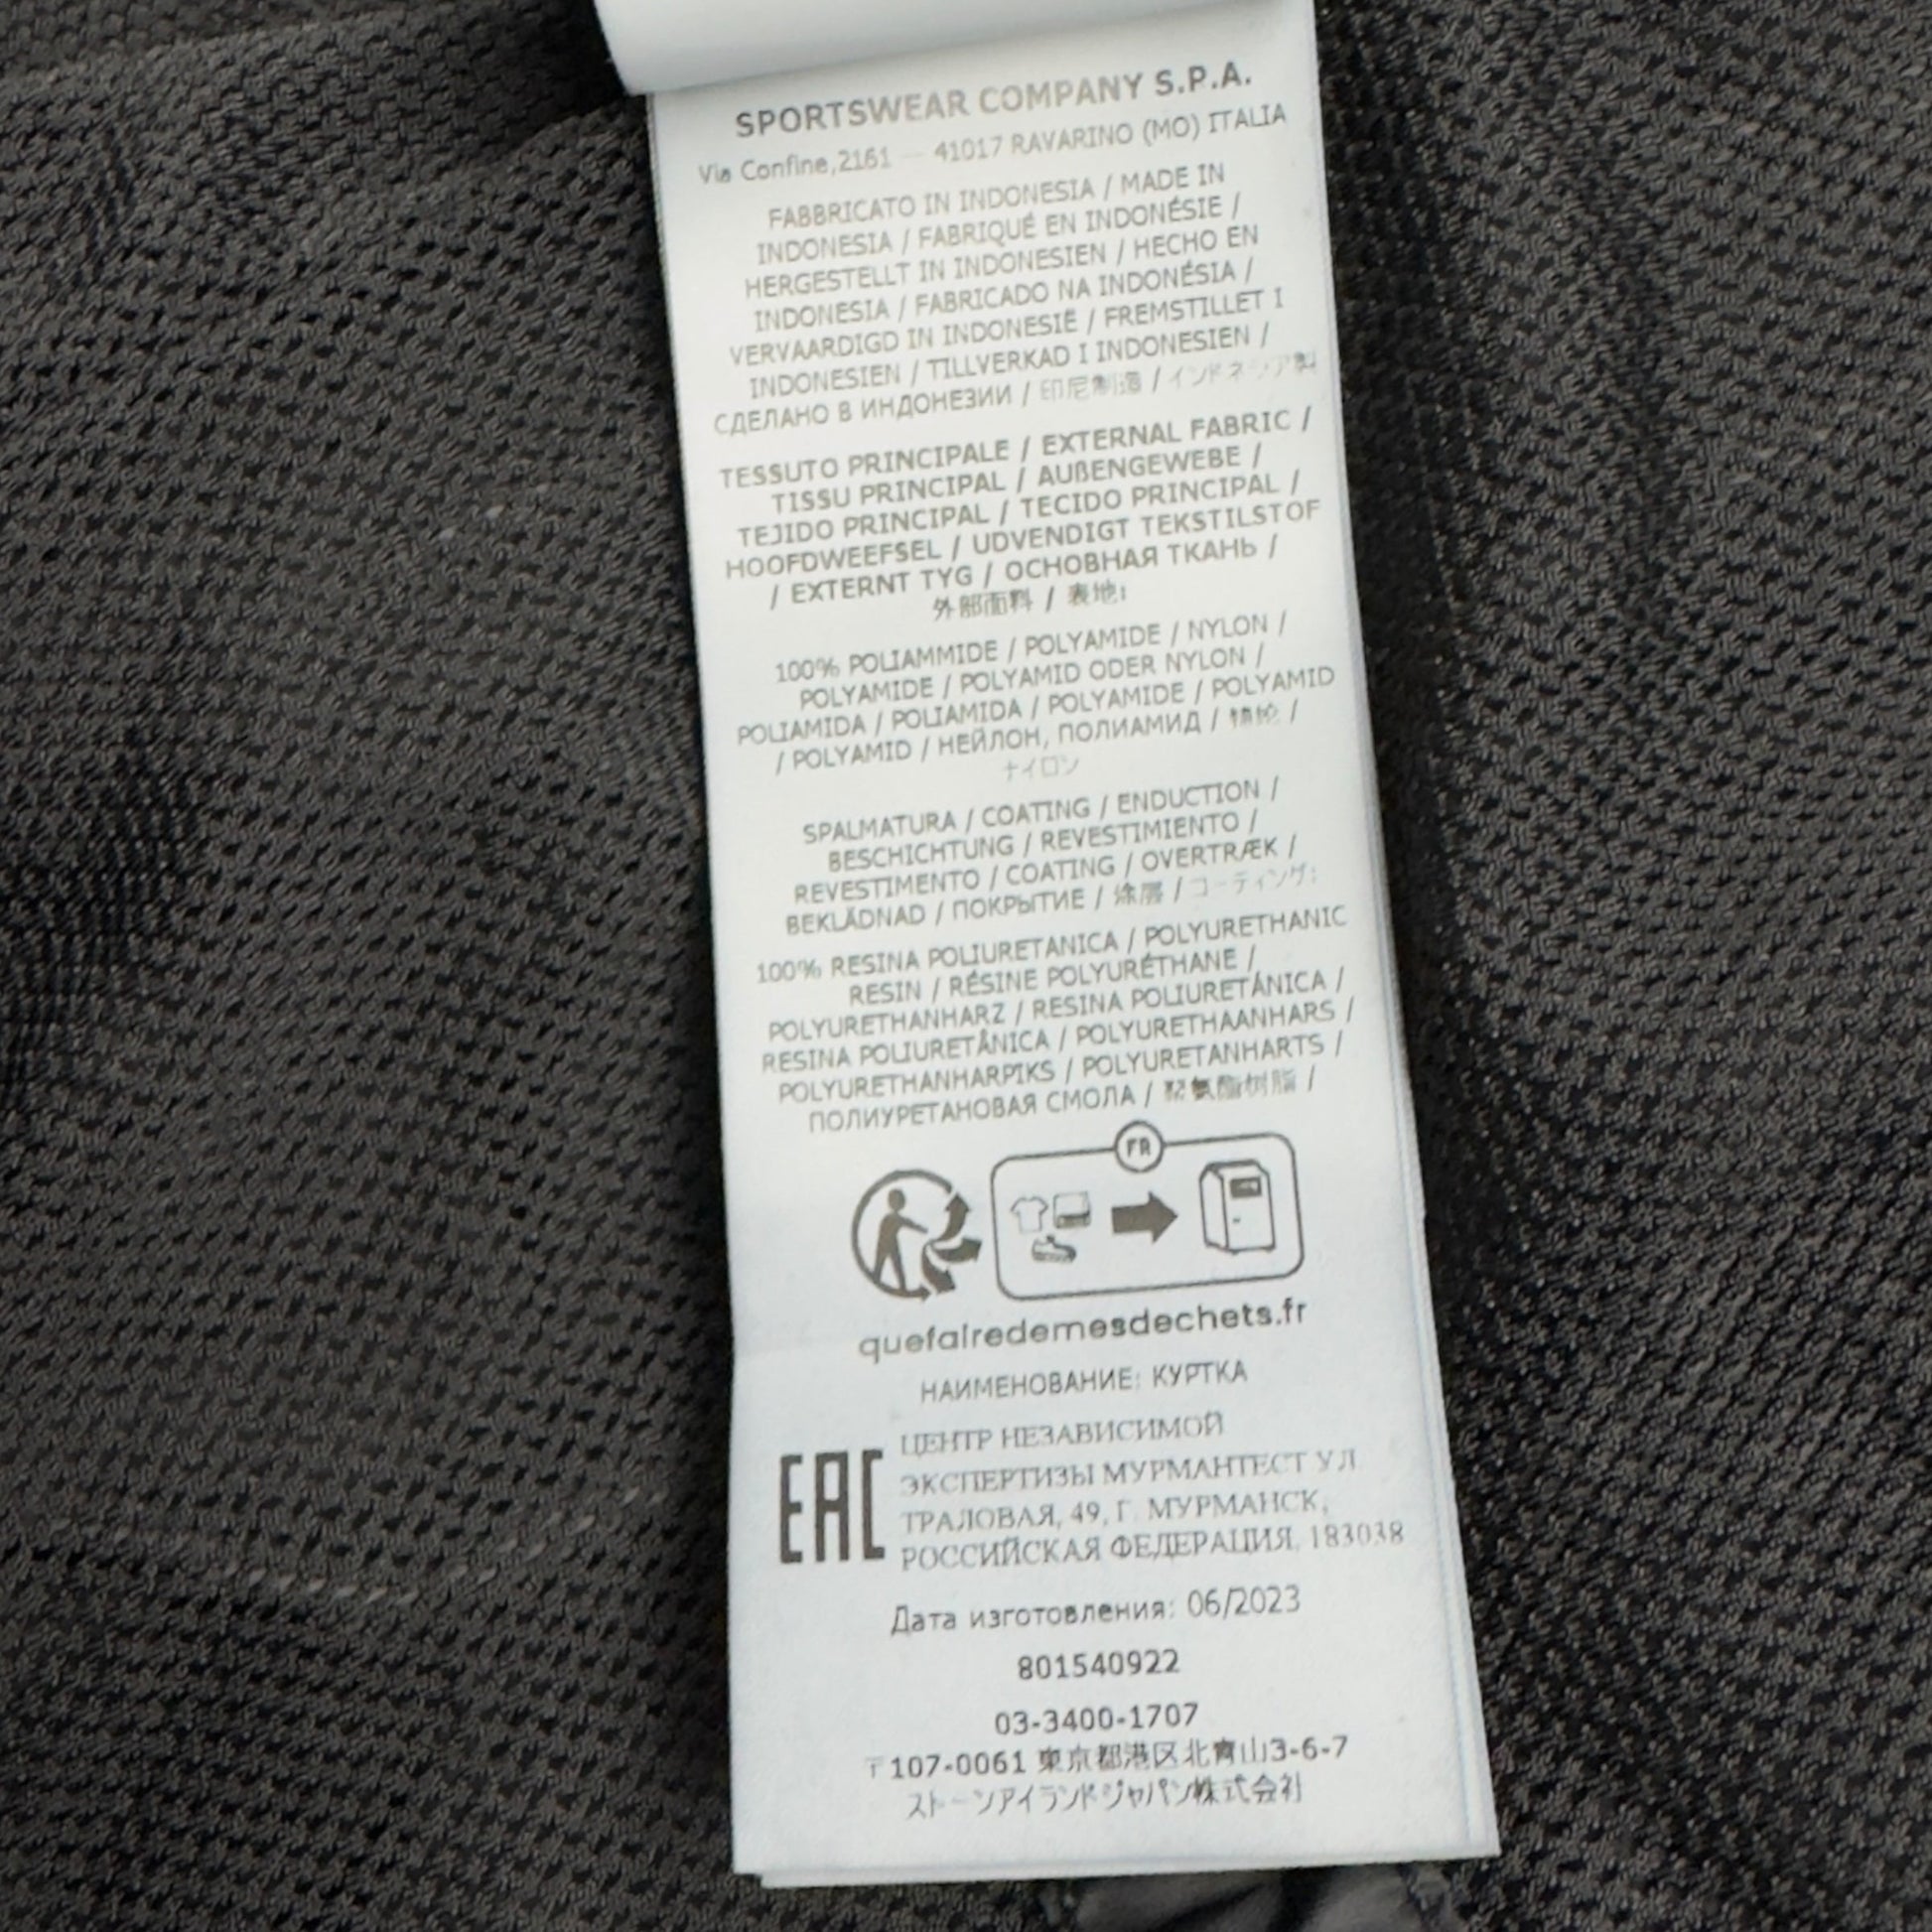 SPORTSWEAR COMPANY S.P.A.
Via Confine,2161 — 41017 RAVARINO (MO) ITALIA
FABBRICATO IN INDONESIA / MADE IN
INDONESIA / FABRIQUÉ EN INDONÉSIE /
HERGESTELLT IN INDONESIEN / HECHO EN
INDONESIA / FABRICADO NA INDONÉSIA /
VERVAARDIGD IN INDONESIË / FREMSTILLET I
INDONESIEN / TILLVERKAD I INDONESIEN /
СДЕЛАНО В ИНДОНЕЗИИ / 印尼制造 / インドネシア製
TESSUTO PRINCIPALE / EXTERNAL FABRIC /
TISSU PRINCIPAL / AUßENGEWEBE /
TEJIDO PRINCIPAL / TECIDO PRINCIPAL /
HOOFDWEEFSEL / UDVENDIGT TEKSTILSTOF
/ EXTERNT TYG / ОСНОВНАЯ ТКАНЬ /
外部面料 / 表地:
100% POLIAMMIDE / POLYAMIDE / NYLON /
POLYAMIDE / POLYAMID ODER NYLON /
POLIAMIDA / POLIAMIDA / POLYAMIDE / POLYAMID
/ POLYAMID / НЕЙЛОН, ПОЛИАМИД / 锦纶 /
ナイロン
SPALMATURA / COATING / ENDUCTION /
BESCHICHTUNG / REVESTIMIENTO /
REVESTIMENTO / COATING / OVERTRÆK /
BEKLÄDNAD / ПОКРЫТИЕ / 涂层 / コーティング:
100% RESINA POLIURETANICA / POLYURETHANIC
RESIN / RÉSINE POLYURÉTHANE /
POLYURETHANHARZ / RESINA POLIURETÁNICA /
RESINA POLIURETÂNICA / POLYURETHAANHARS /
POLYURETHANHARPIKS / POLYURETANHARTS /
ПОЛИУРЕТАНОВАЯ СМОЛА / 聚氨酯树脂 /
FR
quefairedemesdechets.fr
НАИМЕНОВАНИЕ: КУРТКА
EAC
ЦЕНТР НЕЗАВИСИМОЙ
ЭКСПЕРТИЗЫ МУРМАНТЕСТ УЛ.
ТРАЛОВАЯ, 49, Г. МУРМАНСК,
РОССИЙСКАЯ ФЕДЕРАЦИЯ, 183038
Дата изготовления: 06/2023
801540922
03-3400-1707
〒107-0061 東京都港区北青山3-6-7
ストーンアイランドジャパン株式会社